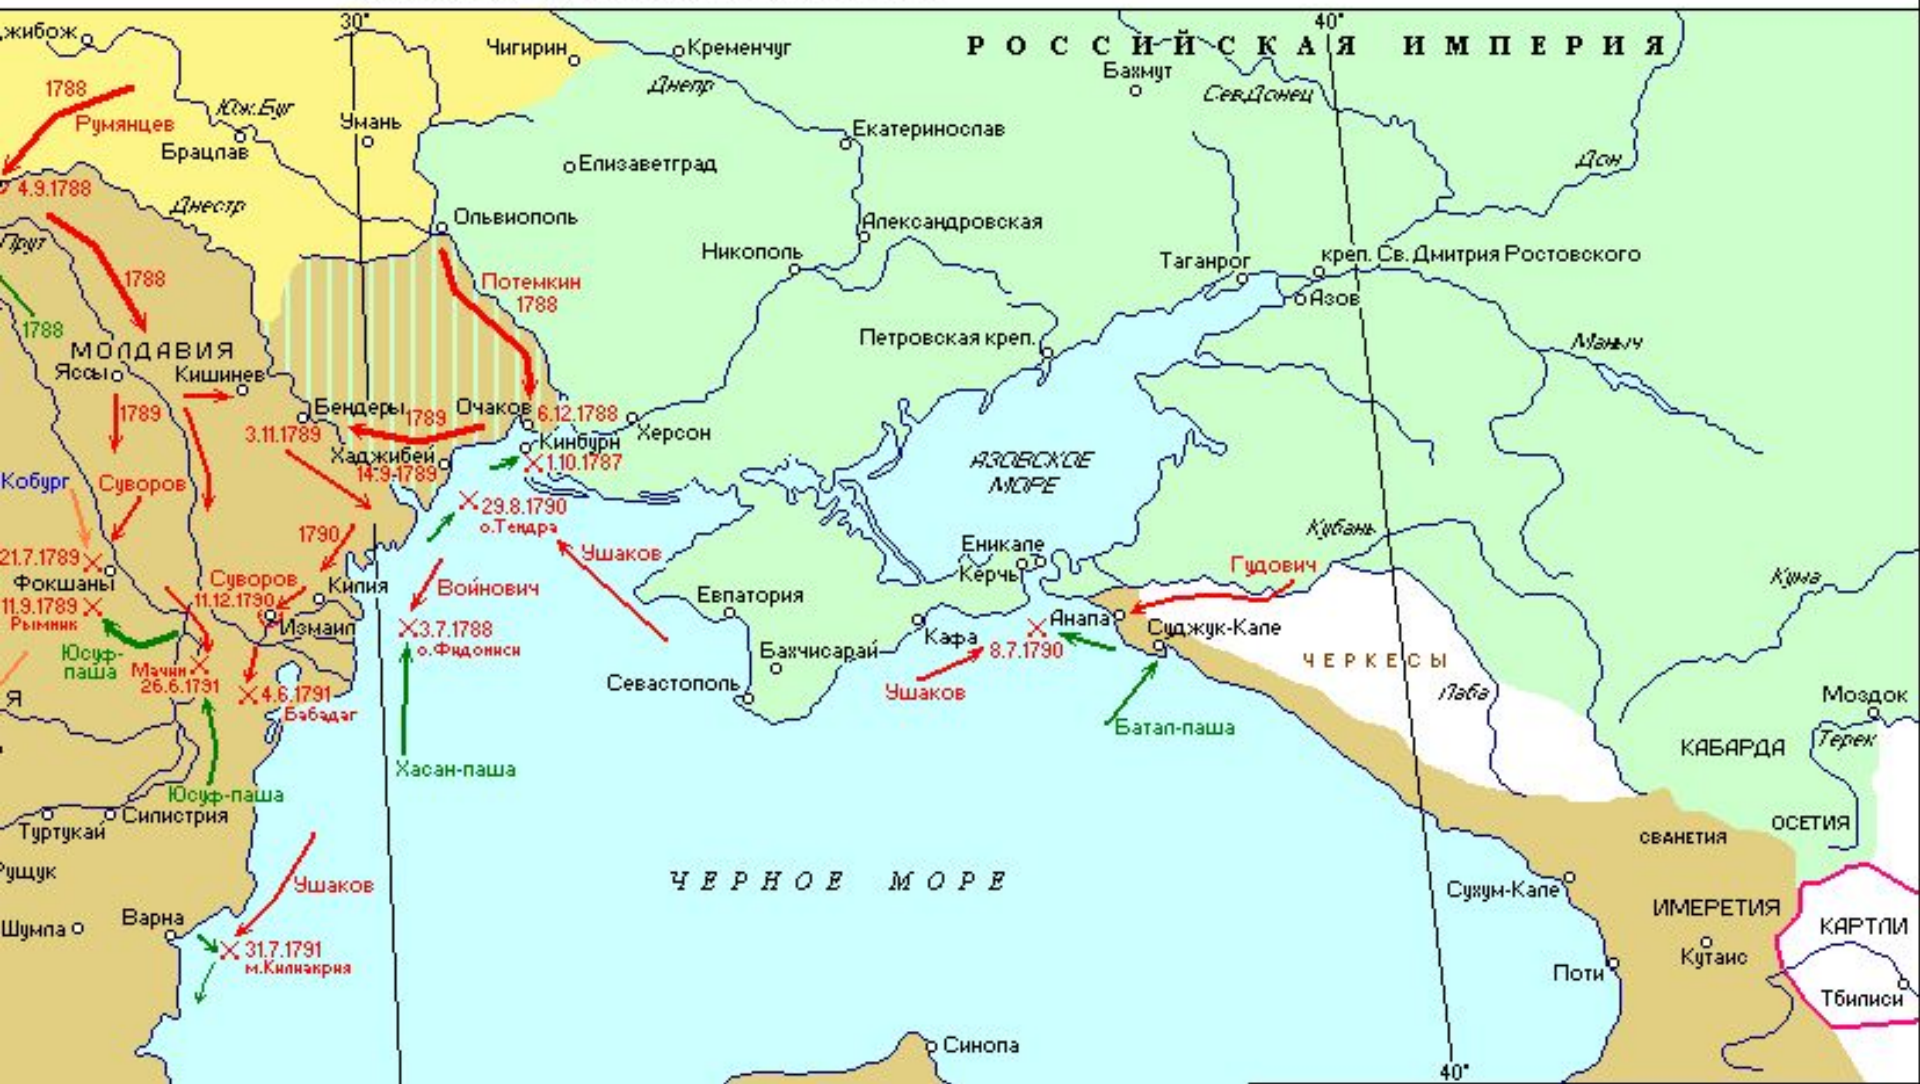 30°
40°
РОССИЙСКАЯ ИМПЕРИЯ
жибож
Чигирин
Кременчуг
Бахмут
Днепр
Сев.Донец
1788
Румянцев
Юж.Буг
Умань
Брацлав
Екатеринослав
Елизаветград
Дон
4.9.1788
Днестр
Ольвиополь
Александровская
Прут
Никополь
Таганрог
креп. Св. Дмитрия Ростовского
1788
Потемкин
1788
Азов
1788
Петровская креп.
Маныч
МОЛДАВИЯ
Яссы
Кишинев
1789
Бендеры
1789
Очаков
6.12.1788
3.11.1789
Херсон
Кинбурн
Хаджибей
14.9.1789
1.10.1787
АЗОВСКОЕ
МОРЕ
Кобург
Суворов
29.8.1790
о.Тендра
1790
Кубань
Ушаков
Еникале
Керчь
Гудович
21.7.1789
Фокшаны
Суворов
11.12.1790
Килия
Войнович
Евпатория
Кума
11.9.1789
Рымник
Измаил
3.7.1788
о.Фидониси
Кафа
Анапа
Суджук-Кале
8.7.1790
Бахчисарай
ЧЕРКЕСЫ
Юсуф-
паша
Мачин
26.6.1791
4.6.1791
Бабадаг
Севастополь
Ушаков
Лаба
Моздок
Я
Батал-паша
КАБАРДА
Терек
Хасан-паша
Юсуф-паша
Туртукай
Силистрия
СВАНЕТИЯ
ОСЕТИЯ
Рущук
Ушаков
ЧЕРНОЕ МОРЕ
Сухум-Кале
ИМЕРЕТИЯ
Шумла
Варна
КАРТЛИ
31.7.1791
м.Калиакрия
Кутаис
Поти
Тбилиси
Синопа
40°